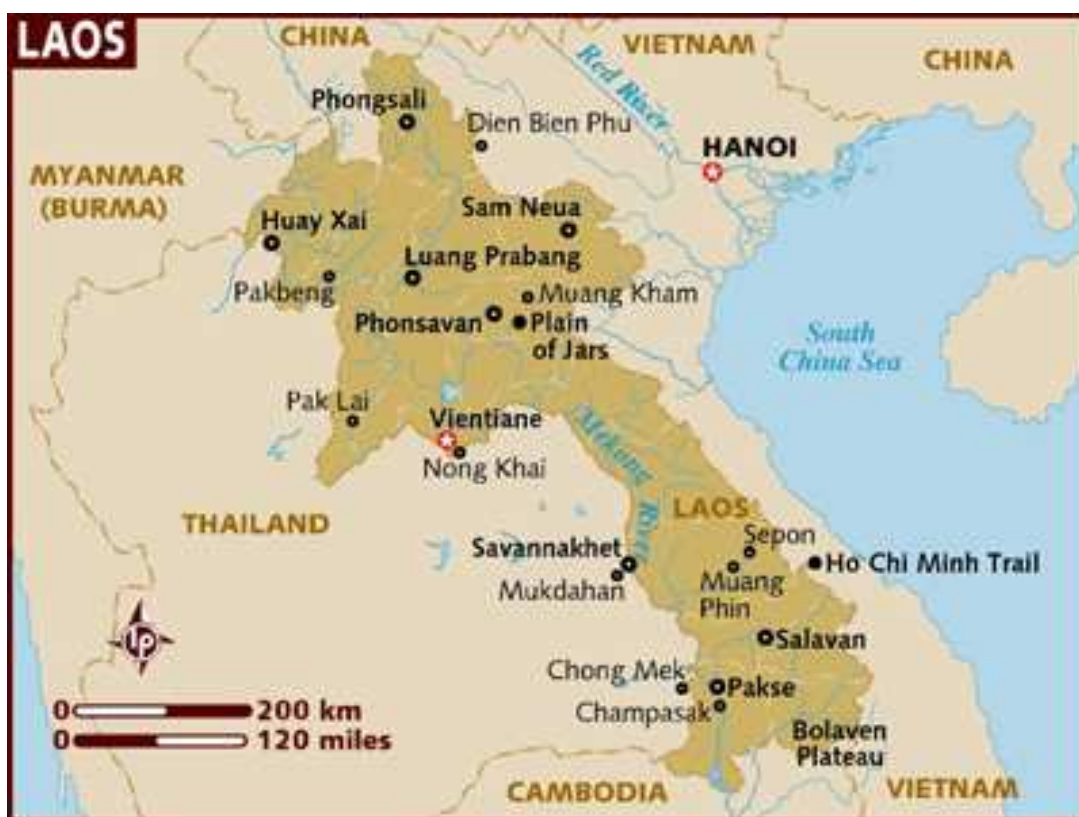 LAOS
CHINA
VIETNAM
CHINA
Red River
Phongsali
Dien Bien Phu
HANOI
MYANMAR
(BURMA)
Sam Neua
Huay Xai
Luang Prabang
Pakbeng
Muang Kham
Phonsavan
Plain
of Jars
South
China Sea
Pak Lai
Vientiane
Mekong River
Nong Khai
THAILAND
LAOS
Sepon
Savannakhet
Ho Chi Minh Trail
Mukdahan
Muang
Phin
lp
Salavan
Chong Mek
Pakse
0 200 km
Champasak
0 120 miles
Bolaven
Plateau
CAMBODIA
VIETNAM